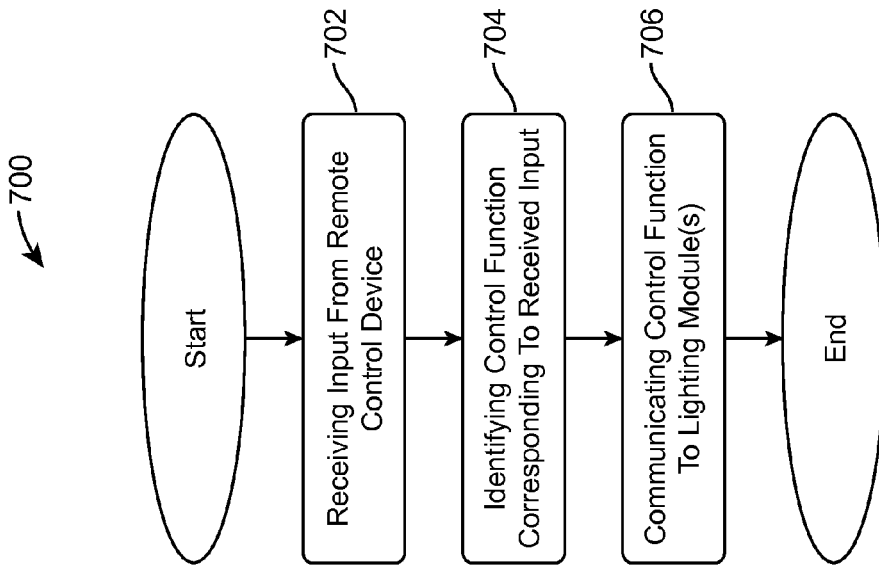 700
Start
Receiving Input From Remote
Control Device
702
Identifying Control Function
Corresponding To Received Input
704
Communicating Control Function
To Lighting Module(s)
706
End